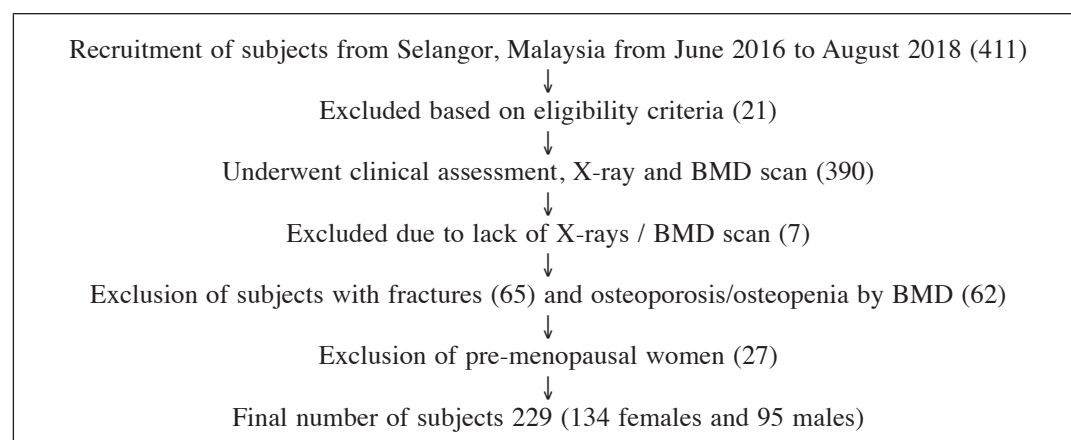 Recruitment of subjects from Selangor, Malaysia from June 2016 to August 2018 (411)
Excluded based on eligibility criteria (21)
Underwent clinical assessment, X-ray and BMD scan (390)
Excluded due to lack of X-rays / BMD scan (7)
Exclusion of subjects with fractures (65) and osteoporosis/osteopenia by BMD (62)
Exclusion of pre-menopausal women (27)
Final number of subjects 229 (134 females and 95 males)